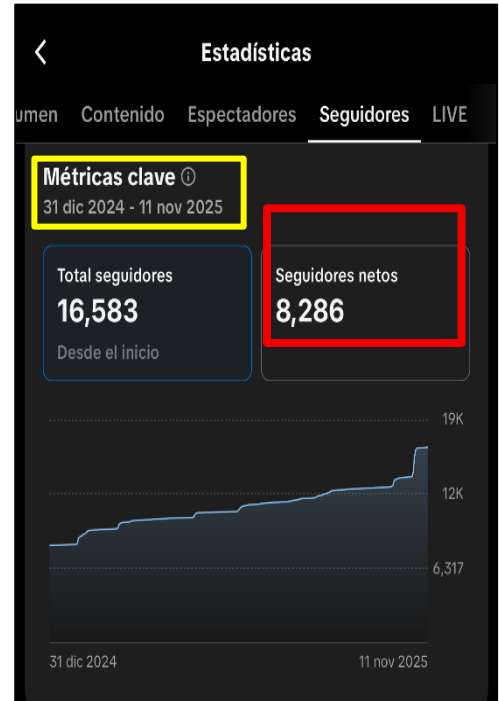 Estadísticas
umen Contenido Espectadores Seguidores LIVE
Métricas clave
31 dic 2024 - 11 nov 2025
Total seguidores
16,583
Desde el inicio
Seguidores netos
8,286
19K
12K
6,317
31 dic 2024 11 nov 2025